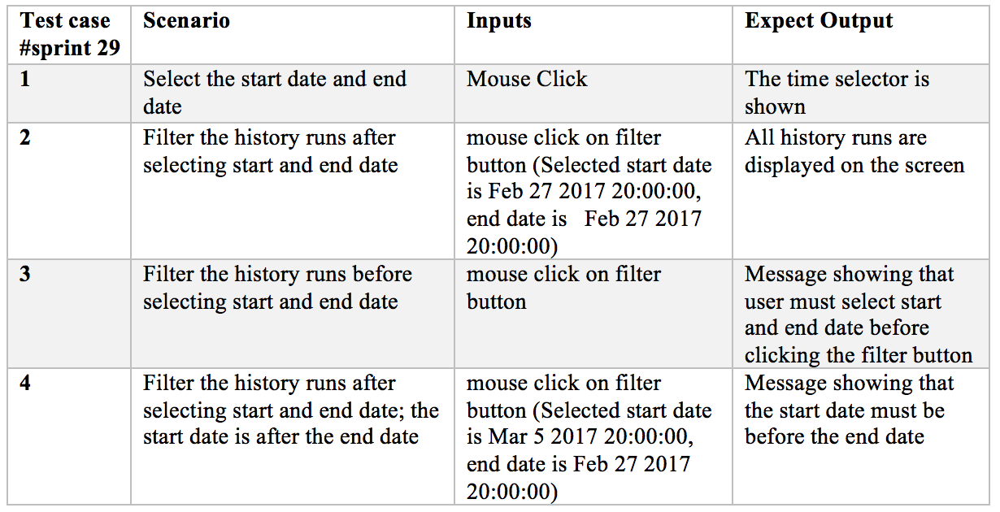 Test case
#sprint 29
Scenario
Inputs
Expect Output
1
Select the start date and end
date
Mouse Click
The time selector is
shown
2
Filter the history runs after
selecting start and end date
mouse click on filter
button (Selected start date
is Feb 27 2017 20:00:00,
end date is   Feb 27 2017
20:00:00)
All history runs are
displayed on the screen
3
Filter the history runs before
selecting start and end date
mouse click on filter
button
Message showing that
user must select start
and end date before
clicking the filter button
4
Filter the history runs after
selecting start and end date; the
start date is after the end date
mouse click on filter
button (Selected start date
is Mar 5 2017 20:00:00,
end date is Feb 27 2017
20:00:00)
Message showing that
the start date must be
before the end date